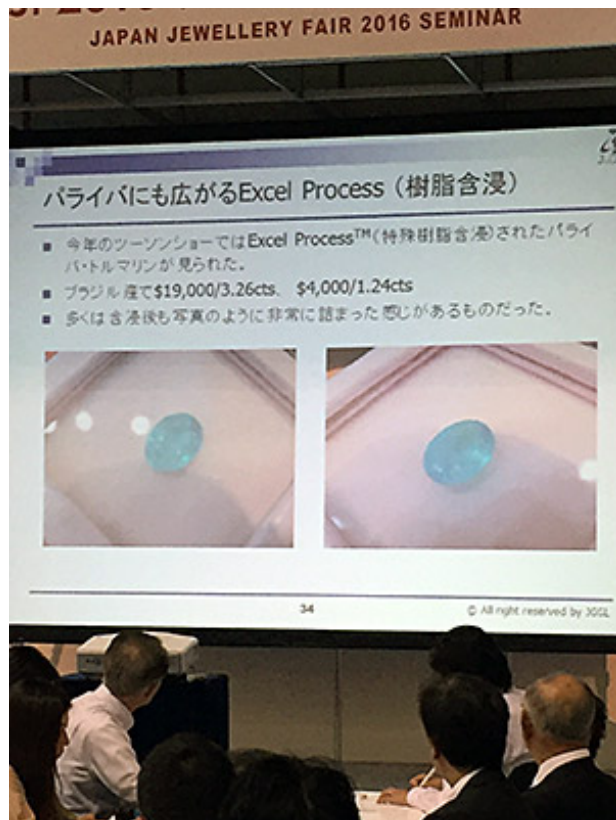 JAPAN JEWELLERY FAIR 2016 SEMINAR
パライバにも広がるExcel Process（樹脂含浸）
■ 今年のツーソンショーではExcel Process™（特殊樹脂含浸）されたパライ
バ・トルマリンが見られた。
■ ブラジル産で$19,000/3.26cts、 $4,000/1.24cts
■ 多くは含浸後も写真のように非常に詰まった感じがあるものだった。
34
© All right reserved by JGGL